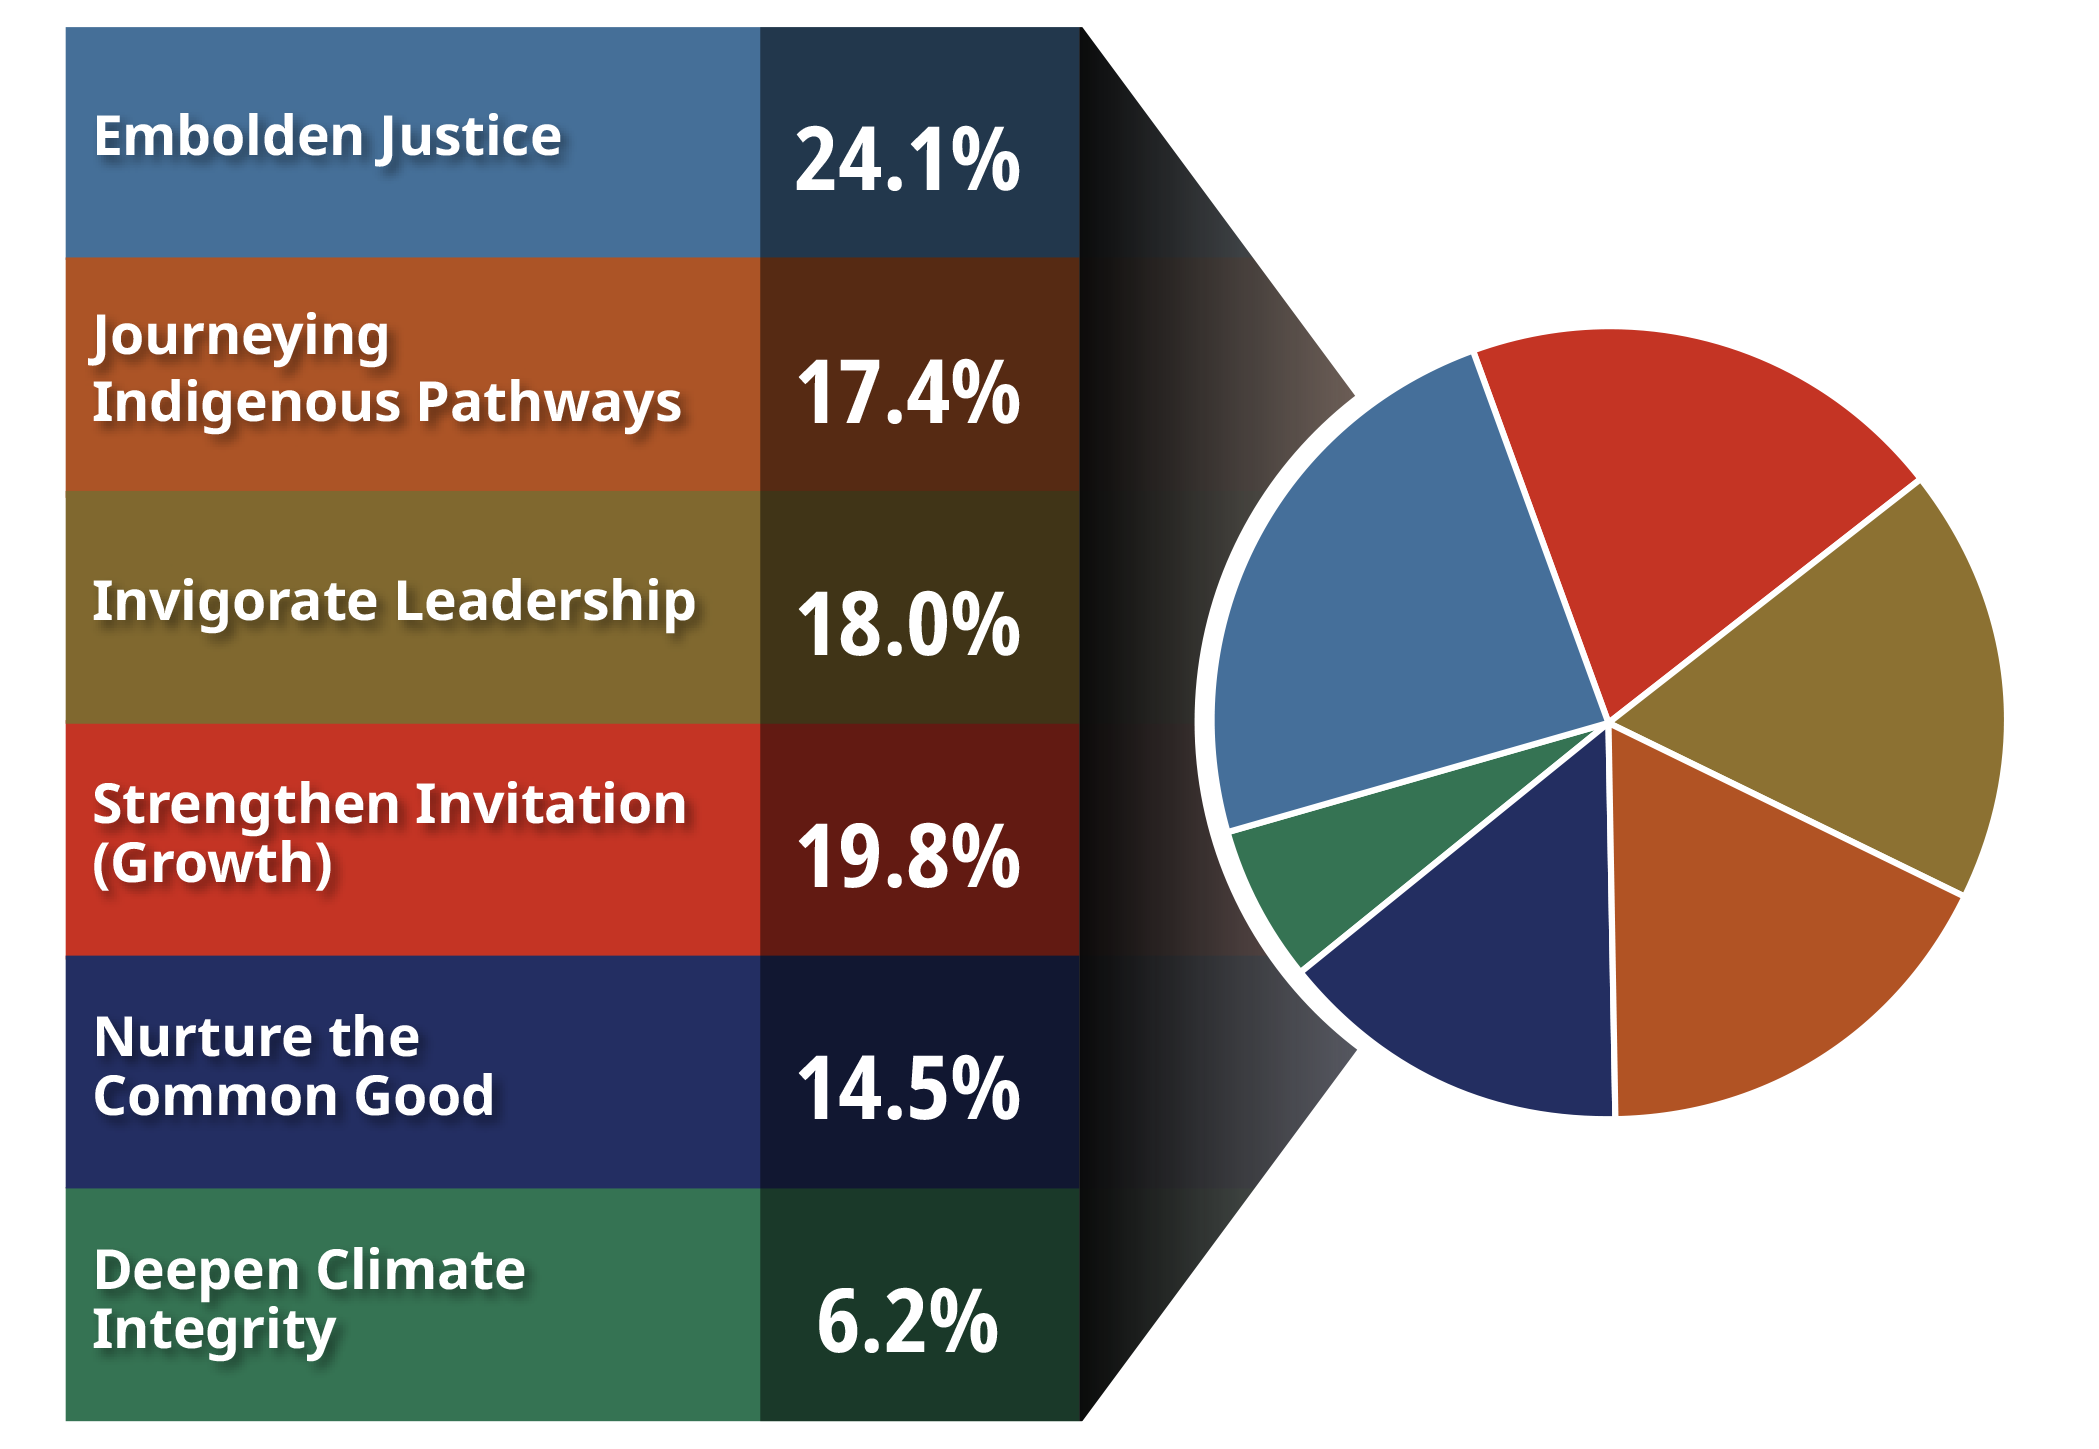 Embolden Justice
24.1%
Journeying
Indigenous Pathways
17.4%
Invigorate Leadership
18.0%
Strengthen Invitation
(Growth)
19.8%
Nurture the
Common Good
14.5%
Deepen Climate
Integrity
6.2%